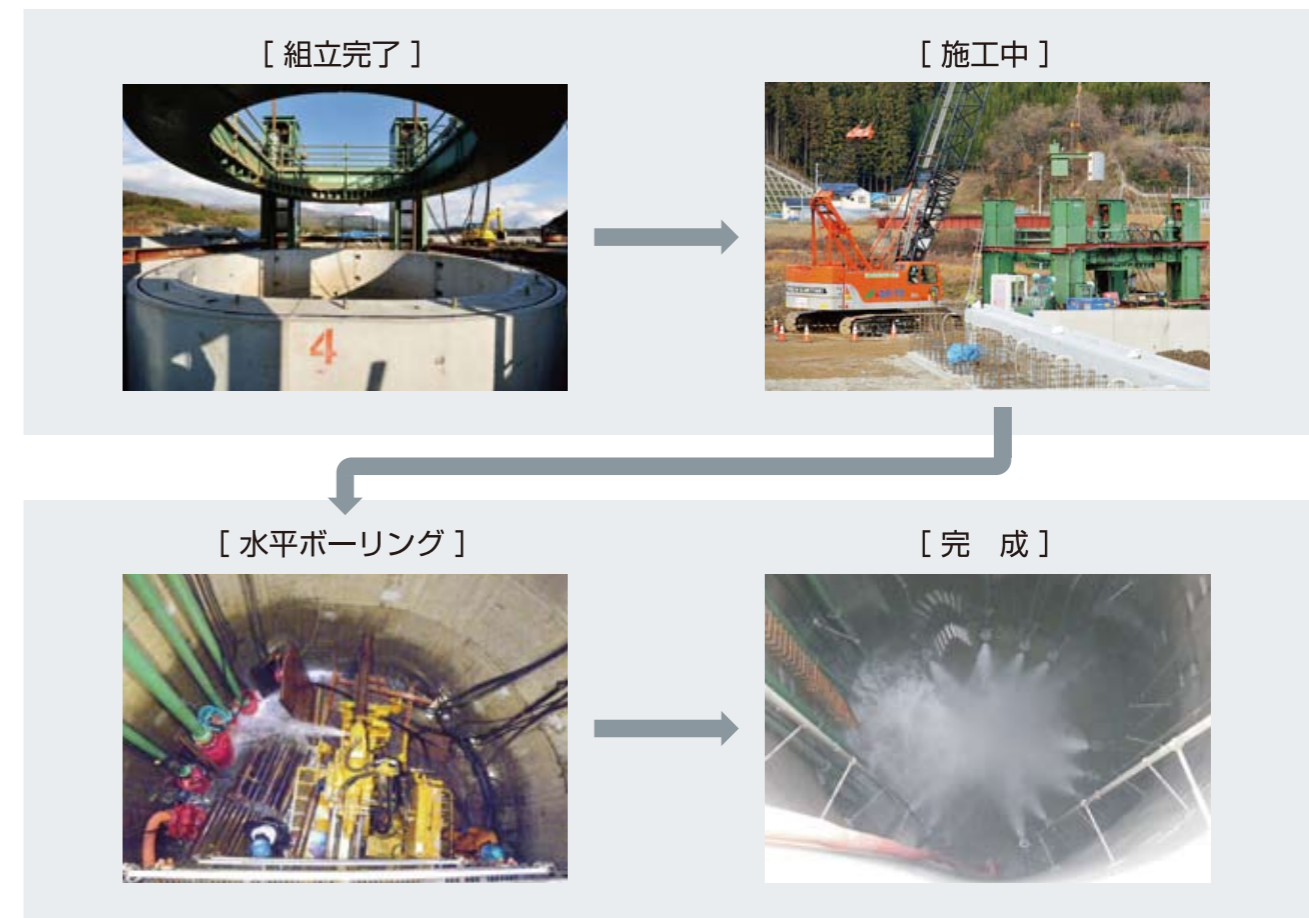 [ 組立完了 ]
[ 施工中 ]
4
[ 水平ボーリング ]
[ 完　成 ]